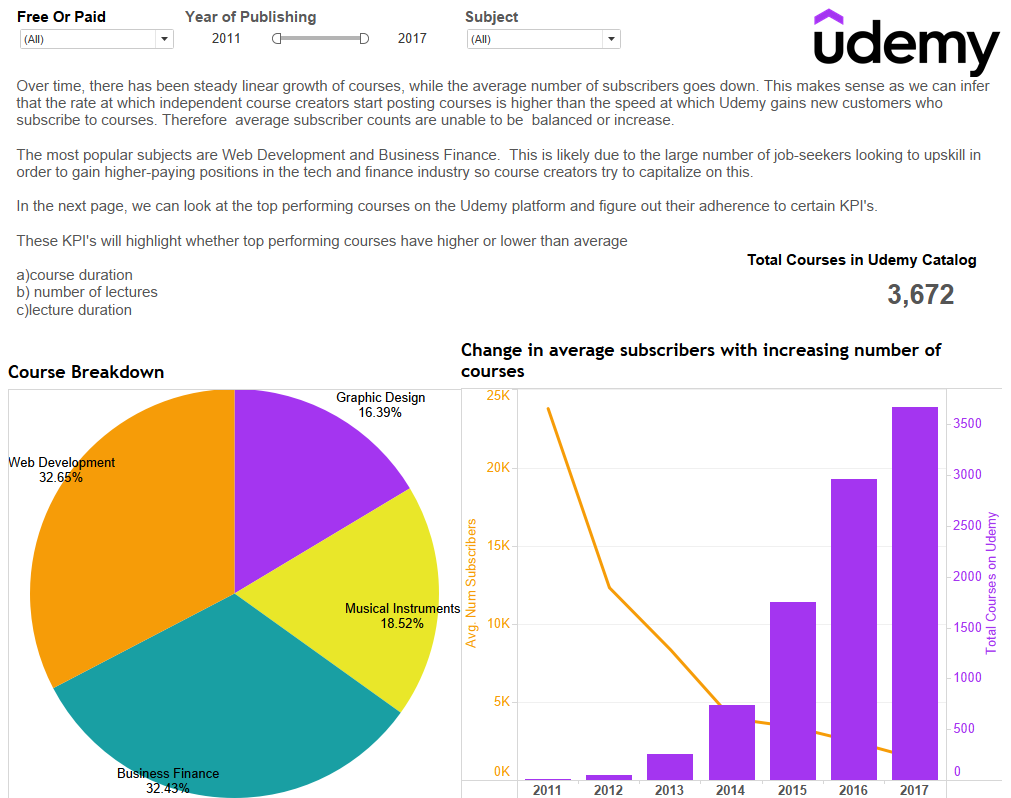 Free Or Paid
Year of Publishing
Subject
(All)
2011
2017
(All)
udemy
Over time, there has been steady linear growth of courses, while the average number of subscribers goes down. This makes sense as we can infer
that the rate at which independent course creators start posting courses is higher than the speed at which Udemy gains new customers who
subscribe to courses. Therefore  average subscriber counts are unable to be  balanced or increase.
The most popular subjects are Web Development and Business Finance.  This is likely due to the large number of job-seekers looking to upskill in
order to gain higher-paying positions in the tech and finance industry so course creators try to capitalize on this.
In the next page, we can look at the top performing courses on the Udemy platform and figure out their adherence to certain KPI's.
These KPI's will highlight whether top performing courses have higher or lower than average
a)course duration
b) number of lectures
c)lecture duration
Total Courses in Udemy Catalog
3,672
Course Breakdown
Graphic Design
16.39%
Web Development
32.65%
Musical Instruments
18.52%
Business Finance
32.43%
Change in average subscribers with increasing number of
courses
Avg. Num Subscribers
25K
20K
15K
10K
5K
0K
3500
3000
2500
2000
1500
1000
500
0
Total Courses on Udemy
2011
2012
2013
2014
2015
2016
2017